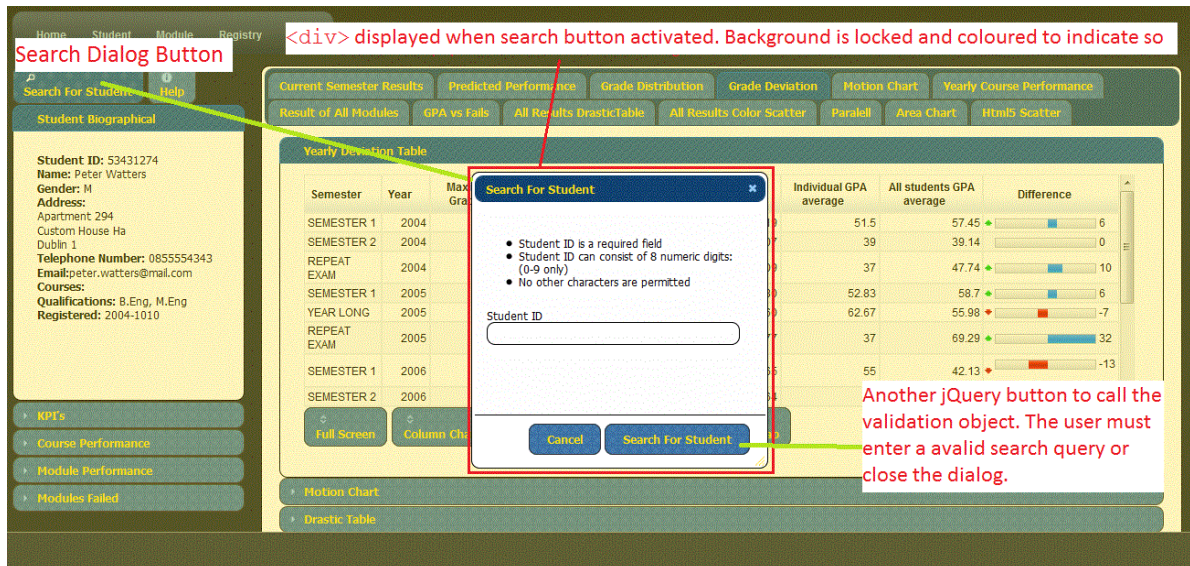 Home Student Module Registry
Search Dialog Button
<div> displayed when search button activated. Background is locked and coloured to indicate so
Search For Student Help
Current Semester Results Predicted Performance Grade Distribution Grade Deviation Motion Chart Yearly Course Performance
Result of All Modules GPA vs Fails All Results DrasticTable All Results Color Scatter Paralell Area Chart Html5 Scatter
Student Biographical
Student ID: 53431274
Name: Peter Watters
Gender: M
Address:
Apartment 294
Custom House Ha
Dublin 1
Telephone Number: 0855554343
Email:peter.watters@mail.com
Courses:
Qualifications: B.Eng, M.Eng
Registered: 2004-1010
KPI's
Course Performance
Module Performance
Modules Failed
Yearly Deviation Table
Semester Year Individual GPA average All students GPA average Difference
SEMESTER 1 2004 51.5 57.45 6
SEMESTER 2 2004 39 39.14 0
REPEAT EXAM 2004 37 47.74 10
SEMESTER 1 2005 52.83 58.7 6
YEAR LONG 2005 62.67 55.98 -7
REPEAT EXAM 2005 37 69.29 32
SEMESTER 1 2006 55 42.13 -13
SEMESTER 2 2006
Full Screen
Search For Student
Student ID is a required field
Student ID can consist of 8 numeric digits:
(0-9 only)
No other characters are permitted
Student ID
Cancel Search For Student
Another jQuery button to call the
validation object. The user must
enter a avalid search query or
close the dialog.
Motion Chart
Drastic Table